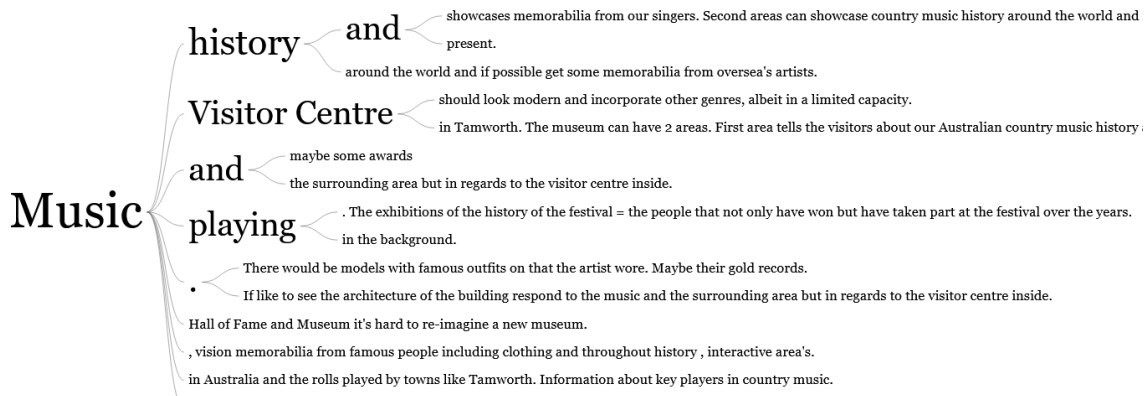 Music
history
and
showcases memorabilia from our singers. Second areas can showcase country music history around the world and
present.
around the world and if possible get some memorabilia from oversea's artists.
Visitor Centre
should look modern and incorporate other genres, albeit in a limited capacity.
in Tamworth. The museum can have 2 areas. First area tells the visitors about our Australian country music history
and
maybe some awards
the surrounding area but in regards to the visitor centre inside.
playing
. The exhibitions of the history of the festival = the people that not only have won but have taken part at the festival over the years.
in the background.
.
There would be models with famous outfits on that the artist wore. Maybe their gold records.
If like to see the architecture of the building respond to the music and the surrounding area but in regards to the visitor centre inside.
Hall of Fame and Museum it's hard to re-imagine a new museum.
, vision memorabilia from famous people including clothing and throughout history , interactive area's.
in Australia and the rolls played by towns like Tamworth. Information about key players in country music.